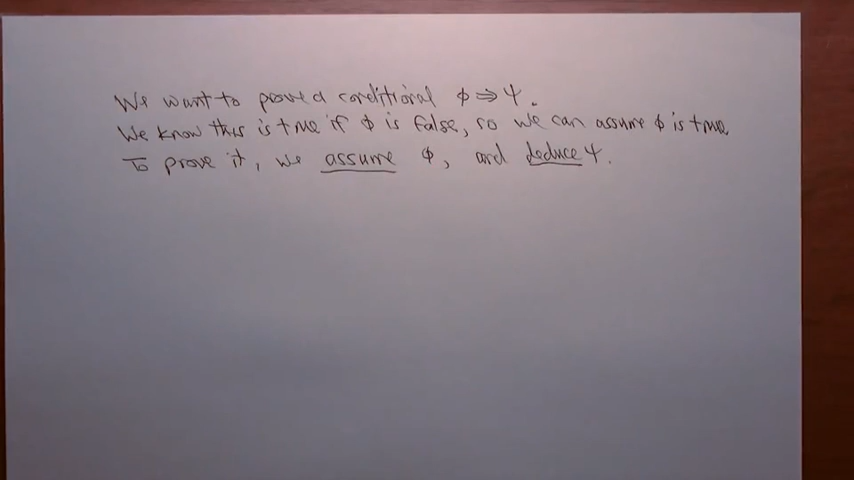 We want to prove a conditional ϕ ⇒ Ψ.
We know this is true if ϕ is false, so we can assume ϕ is true.
To prove it, we assume ϕ, and deduce Ψ.